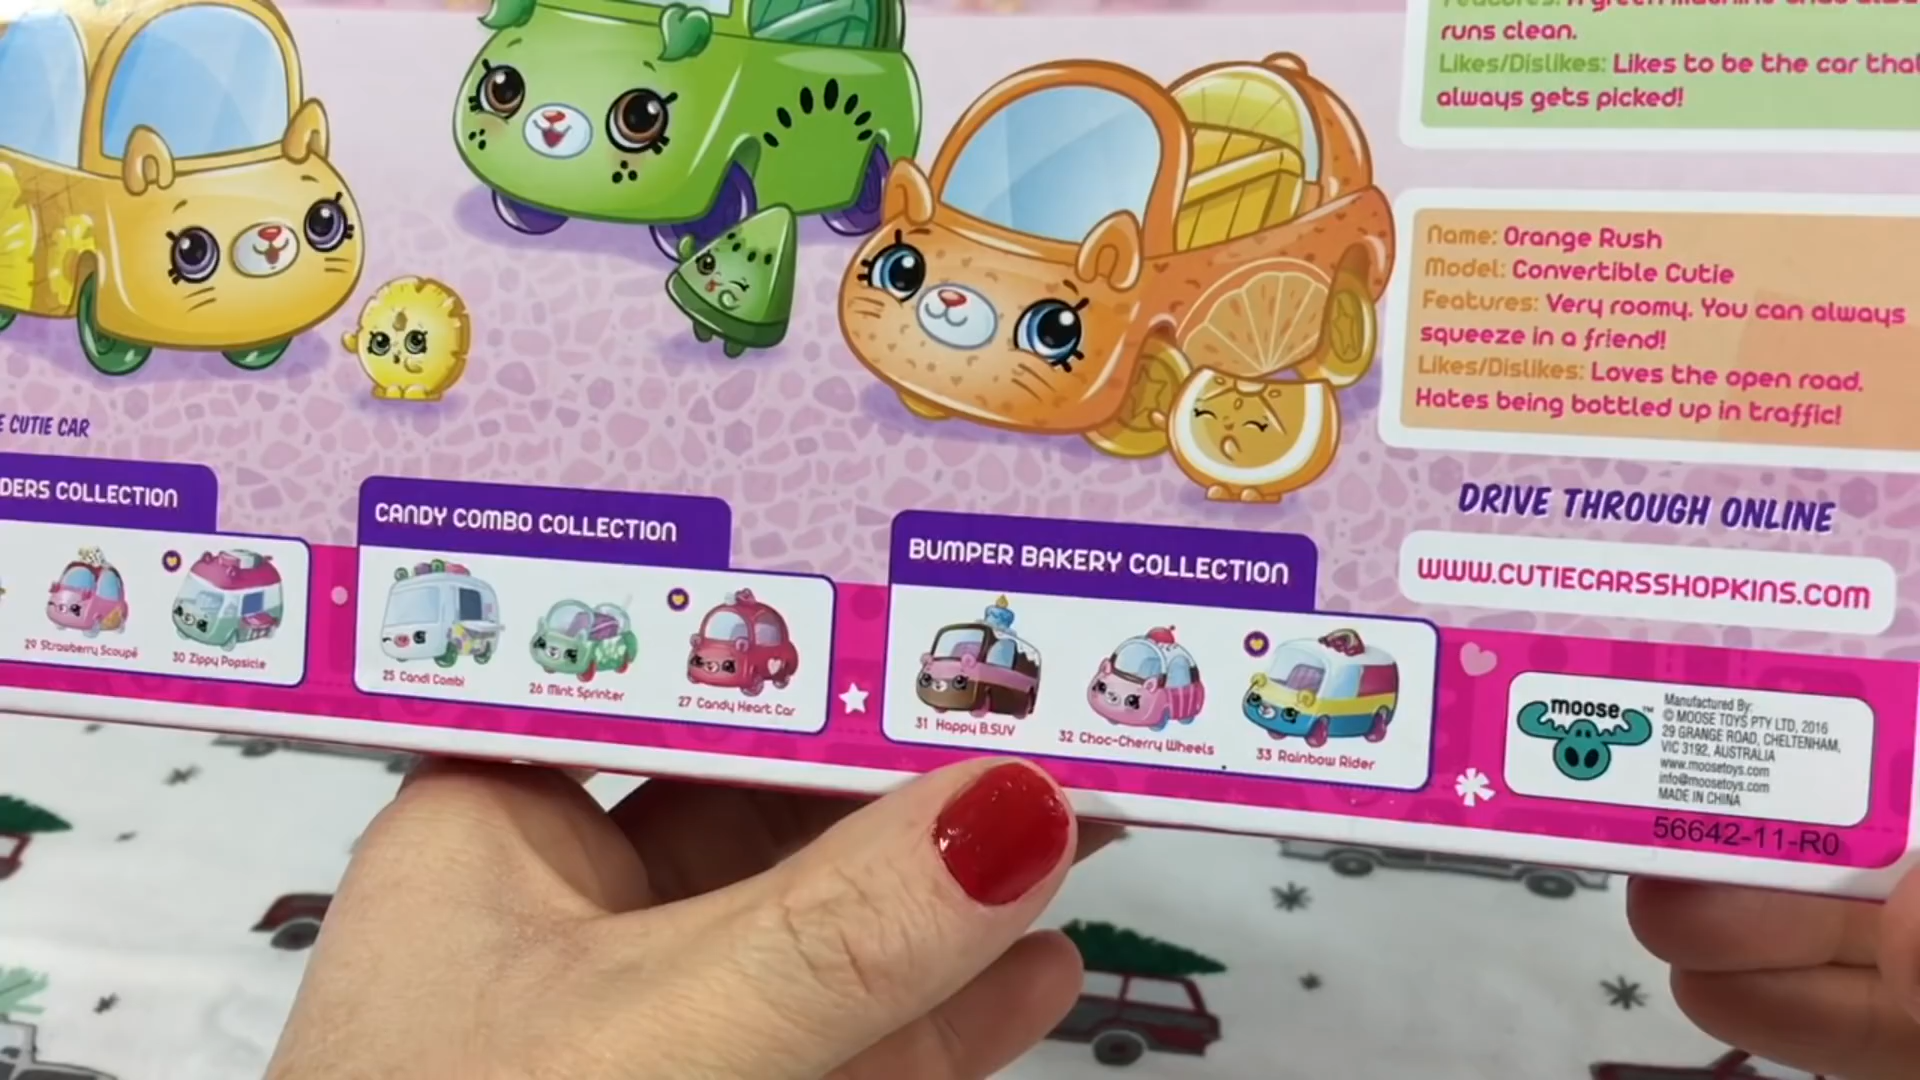 runs clean.
Likes/Dislikes: Likes to be the car that
always gets picked!
Name: Orange Rush
Model: Convertible Cutie
Features: Very roomy. You can always
squeeze in a friend!
Likes/Dislikes: Loves the open road.
Hates being bottled up in traffic!
CUTIE CAR
DERS COLLECTION
29 Strawberry Scoupé
30 Zippy Popsicle
CANDY COMBO COLLECTION
25 Candi Combi
26 Mint Sprinter
27 Candy Heart Car
BUMPER BAKERY COLLECTION
31 Happy B.SUV
32 Choc-Cherry Wheels
33 Rainbow Rider
DRIVE THROUGH ONLINE
WWW.CUTIECARSSHOPKINS.COM
moose™
Manufactured By:
© MOOSE TOYS PTY LTD, 2016
29 GRANGE ROAD, CHELTENHAM,
VIC 3192, AUSTRALIA
www.moosetoys.com
info@moosetoys.com
MADE IN CHINA
56642-11-R0